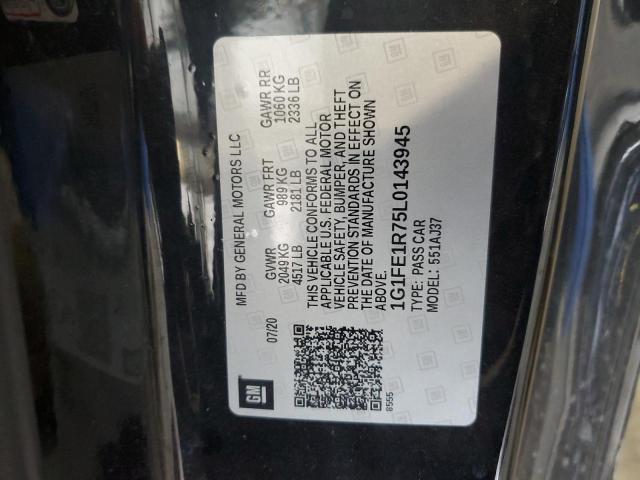 MFD BY GENERAL MOTORS LLC
07/20
GVWR GAWR FRT GAWR RR
2049 KG 989 KG 1060 KG
4517 LB 2181 LB 2336 LB
THIS VEHICLE CONFORMS TO ALL
APPLICABLE U.S. FEDERAL MOTOR
VEHICLE SAFETY, BUMPER, AND THEFT
PREVENTION STANDARDS IN EFFECT ON
THE DATE OF MANUFACTURE SHOWN
ABOVE.
1G1FE1R75L0143945
TYPE: PASS CAR
MODEL: 551AJ37
GM
8555